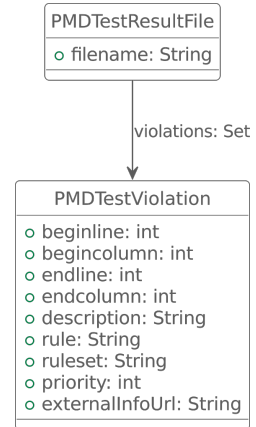 PMDTestResultFile
filename: String
violations: Set
PMDTestViolation
beginline: int
begincolumn: int
endline: int
endcolumn: int
description: String
rule: String
ruleset: String
priority: int
externalInfoUrl: String